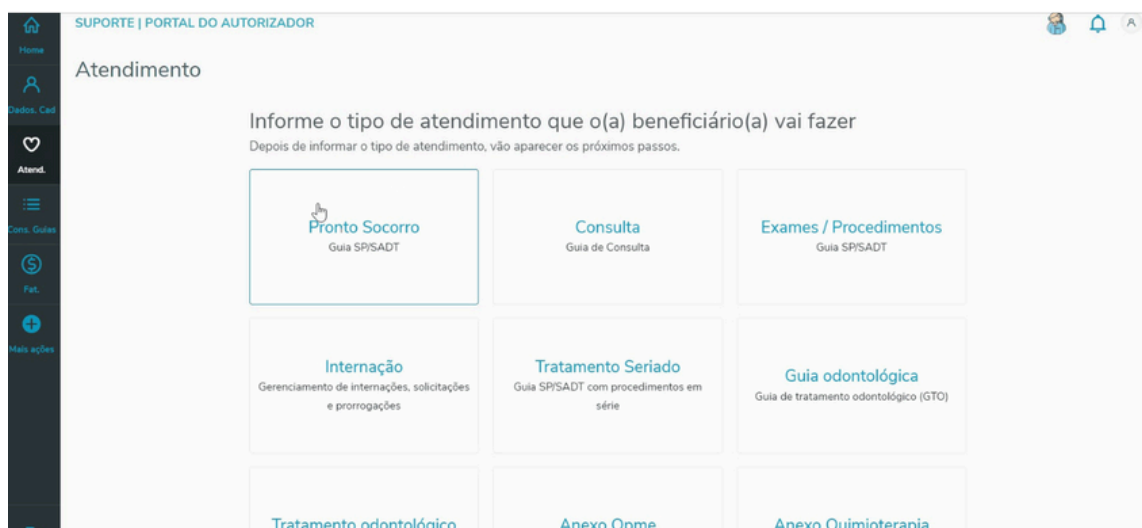 SUPORTE | PORTAL DO AUTORIZADOR
Home
Dados. Cad
Atend.
Cons. Guias
Fat.
Mais ações
Atendimento
Informe o tipo de atendimento que o(a) beneficiário(a) vai fazer
Depois de informar o tipo de atendimento, vão aparecer os próximos passos.
Pronto Socorro
Guia SP/SADT
Consulta
Guia de Consulta
Exames / Procedimentos
Guia SP/SADT
Internação
Gerenciamento de internações, solicitações
e prorrogações
Tratamento Seriado
Guia SP/SADT com procedimentos em
série
Guia odontológica
Guia de tratamento odontológico (GTO)
Tratamento odontológico
Anexo Opme
Anexo Quimioterapia
A